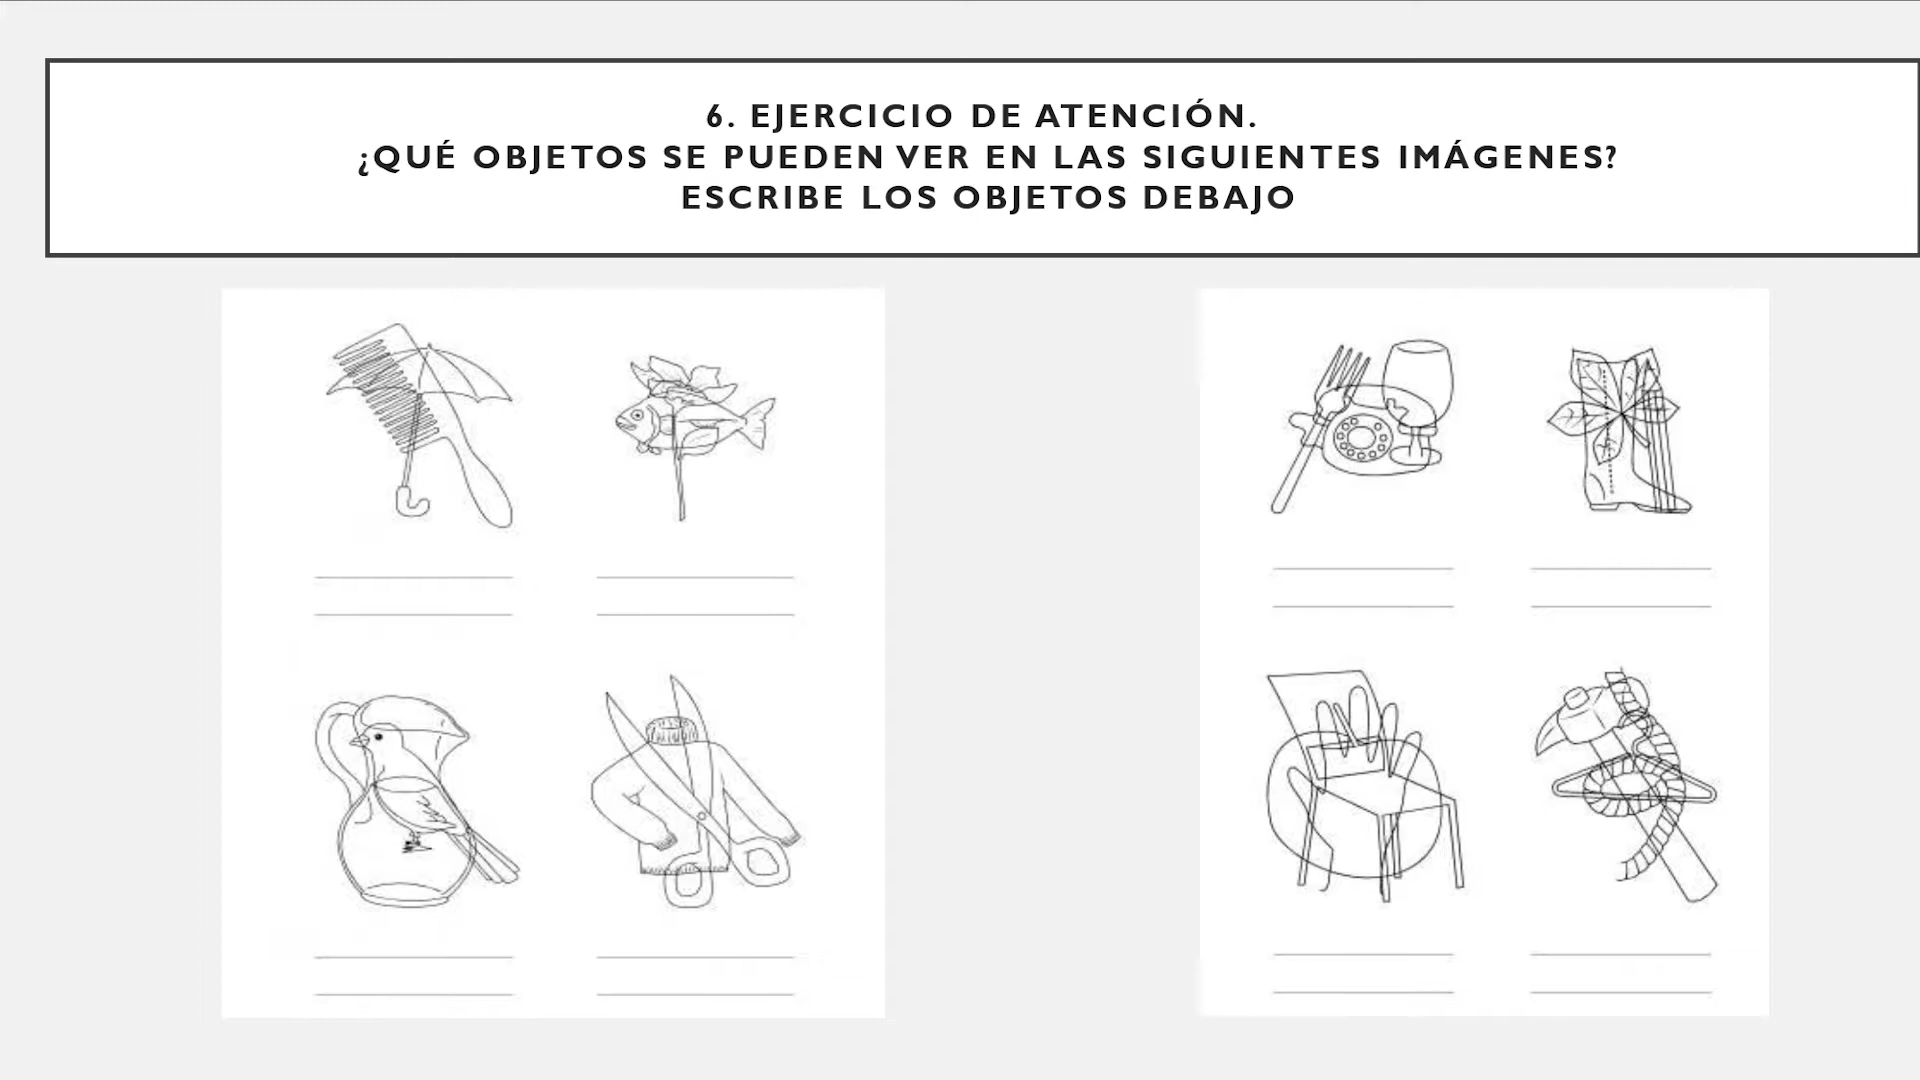 6. EJERCICIO DE ATENCIÓN.
¿QUÉ OBJETOS SE PUEDEN VER EN LAS SIGUIENTES IMÁGENES?
ESCRIBE LOS OBJETOS DEBAJO